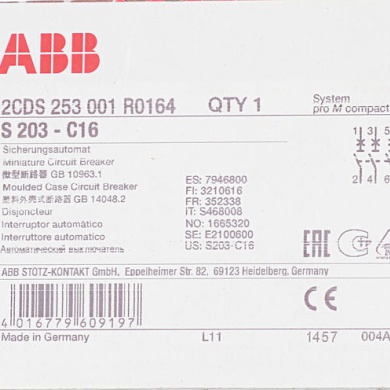 ABB
2CDS 253 001 R0164 QTY 1
System
pro M compact
S 203 - C16
Sicherungsautomat
Miniature Circuit Breaker
微型断路器 GB 10963.1
Moulded Case Circuit Breaker
塑料外壳式断路器 GB 14048.2
Disjoncteur
Interruptor automático
Interruttore automatico
Автоматический выключатель
ES: 7946800
FI: 3210616
FR: 352338
IT: S468008
NO: 1665320
SE: E2100600
US: S203-C16
1 3 5
2 4 6
EAC
ABB STOTZ-KONTAKT GmbH, Eppelheimer Str. 82, 69123 Heidelberg, Germany
CE
4 016779 609197
Made in Germany L11 1457 004A